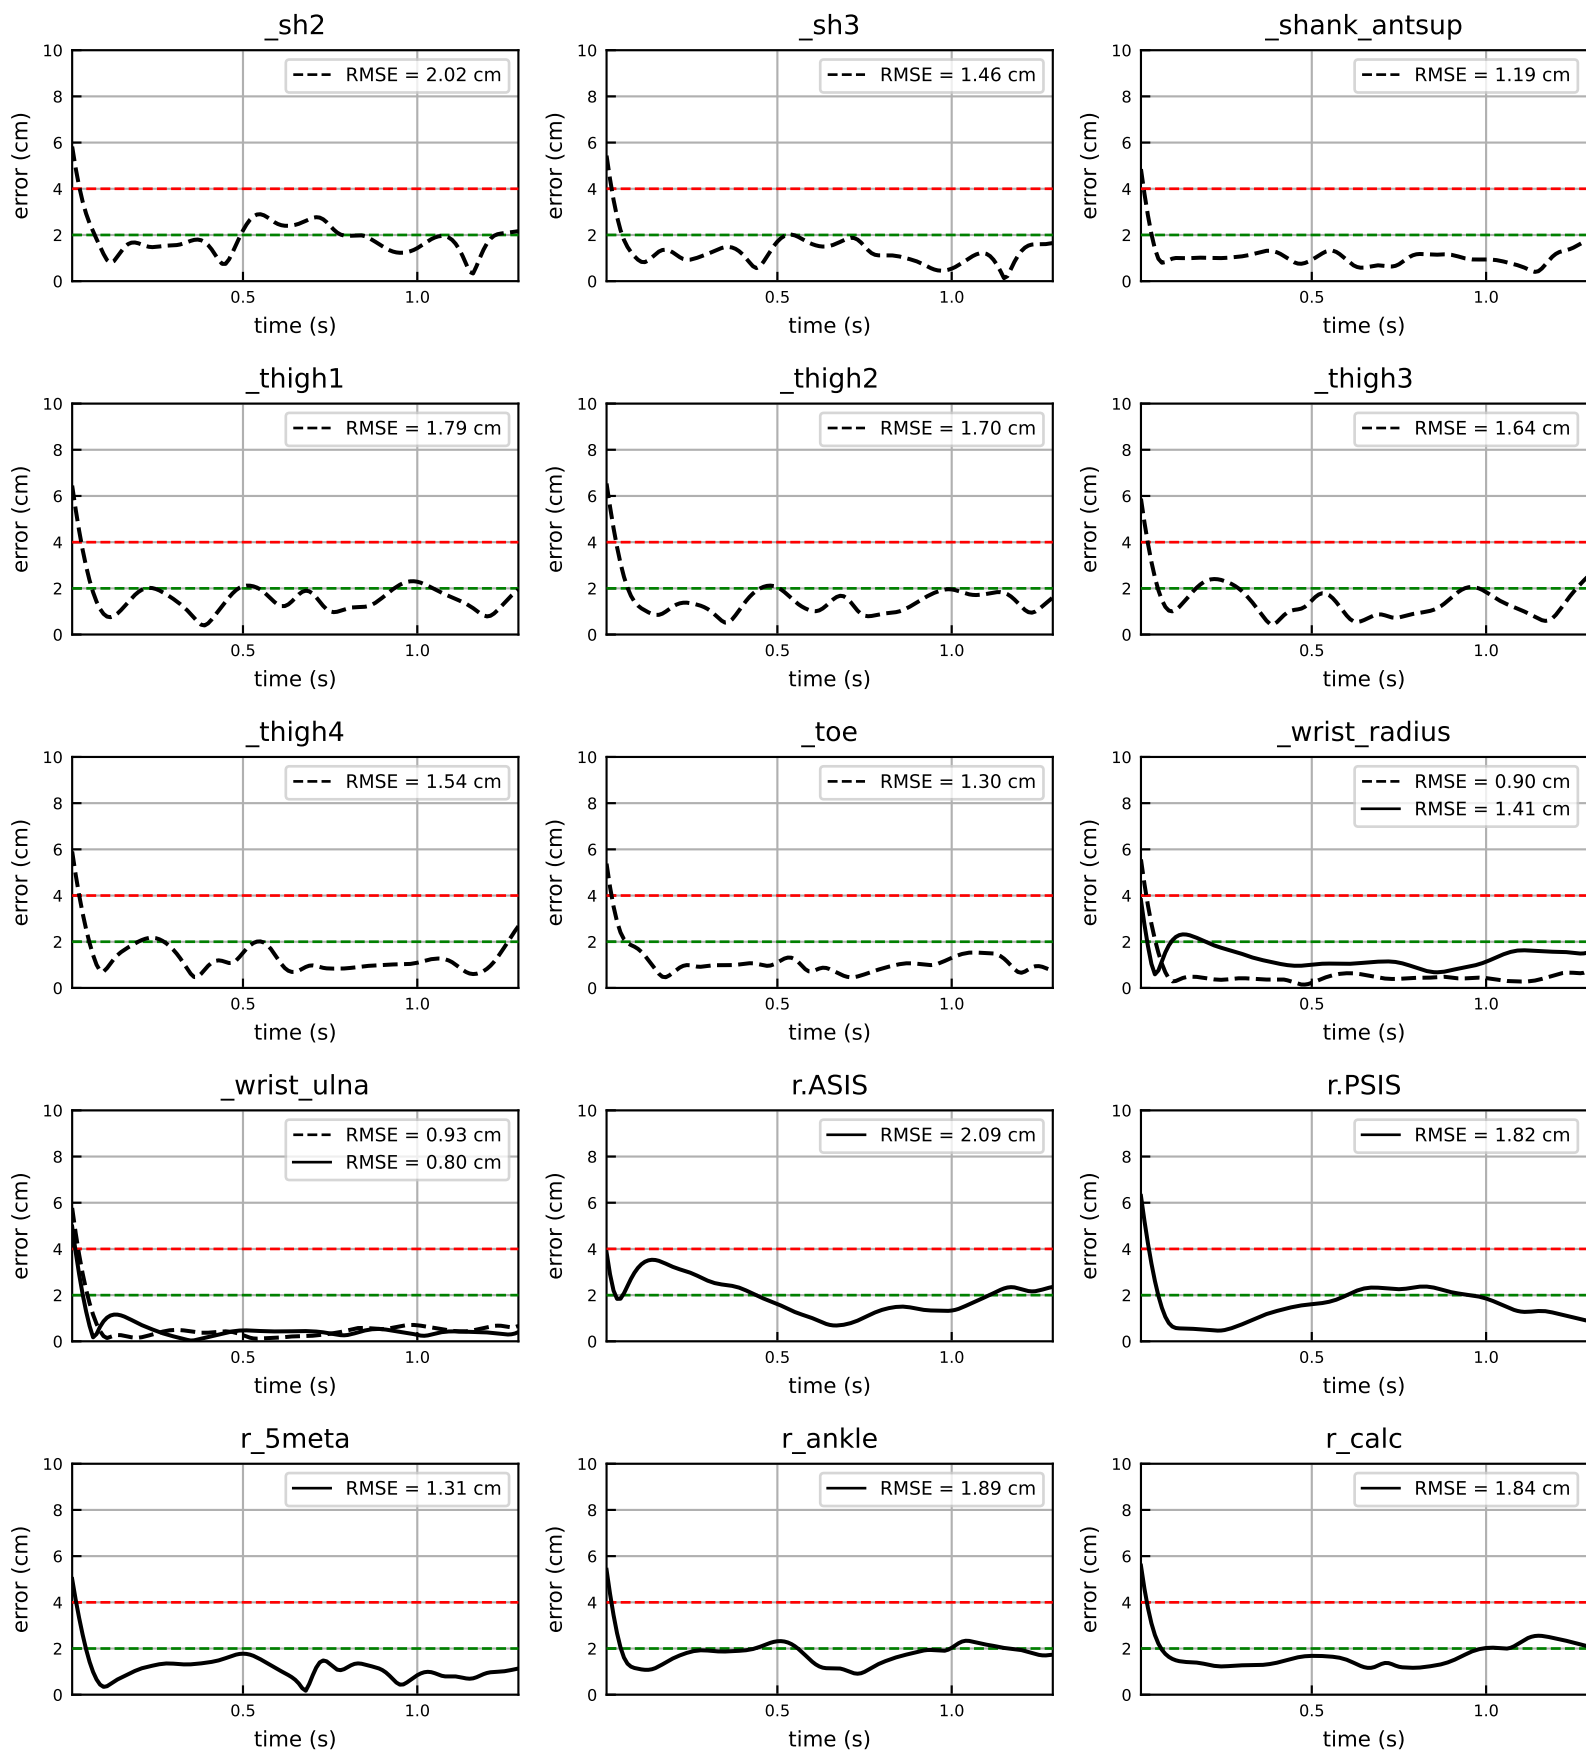 _sh2
_sh3
_shank_antsup
RMSE = 2.02 cm
RMSE = 1.46 cm
RMSE = 1.19 cm
error (cm)
10
8
6
4
2
0
0.5
1.0
time (s)
error (cm)
10
8
6
4
2
0
0.5
1.0
time (s)
error (cm)
10
8
6
4
2
0
0.5
1.0
time (s)
_thigh1
_thigh2
_thigh3
RMSE = 1.79 cm
RMSE = 1.70 cm
RMSE = 1.64 cm
error (cm)
10
8
6
4
2
0
0.5
1.0
time (s)
error (cm)
10
8
6
4
2
0
0.5
1.0
time (s)
error (cm)
10
8
6
4
2
0
0.5
1.0
time (s)
_thigh4
_toe
_wrist_radius
RMSE = 1.54 cm
RMSE = 1.30 cm
RMSE = 0.90 cm
RMSE = 1.41 cm
error (cm)
10
8
6
4
2
0
0.5
1.0
time (s)
error (cm)
10
8
6
4
2
0
0.5
1.0
time (s)
error (cm)
10
8
6
4
2
0
0.5
1.0
time (s)
_wrist_ulna
r.ASIS
r.PSIS
RMSE = 0.93 cm
RMSE = 0.80 cm
RMSE = 2.09 cm
RMSE = 1.82 cm
error (cm)
10
8
6
4
2
0
0.5
1.0
time (s)
error (cm)
10
8
6
4
2
0
0.5
1.0
time (s)
error (cm)
10
8
6
4
2
0
0.5
1.0
time (s)
r_5meta
r_ankle
r_calc
RMSE = 1.31 cm
RMSE = 1.89 cm
RMSE = 1.84 cm
error (cm)
10
8
6
4
2
0
0.5
1.0
time (s)
error (cm)
10
8
6
4
2
0
0.5
1.0
time (s)
error (cm)
10
8
6
4
2
0
0.5
1.0
time (s)